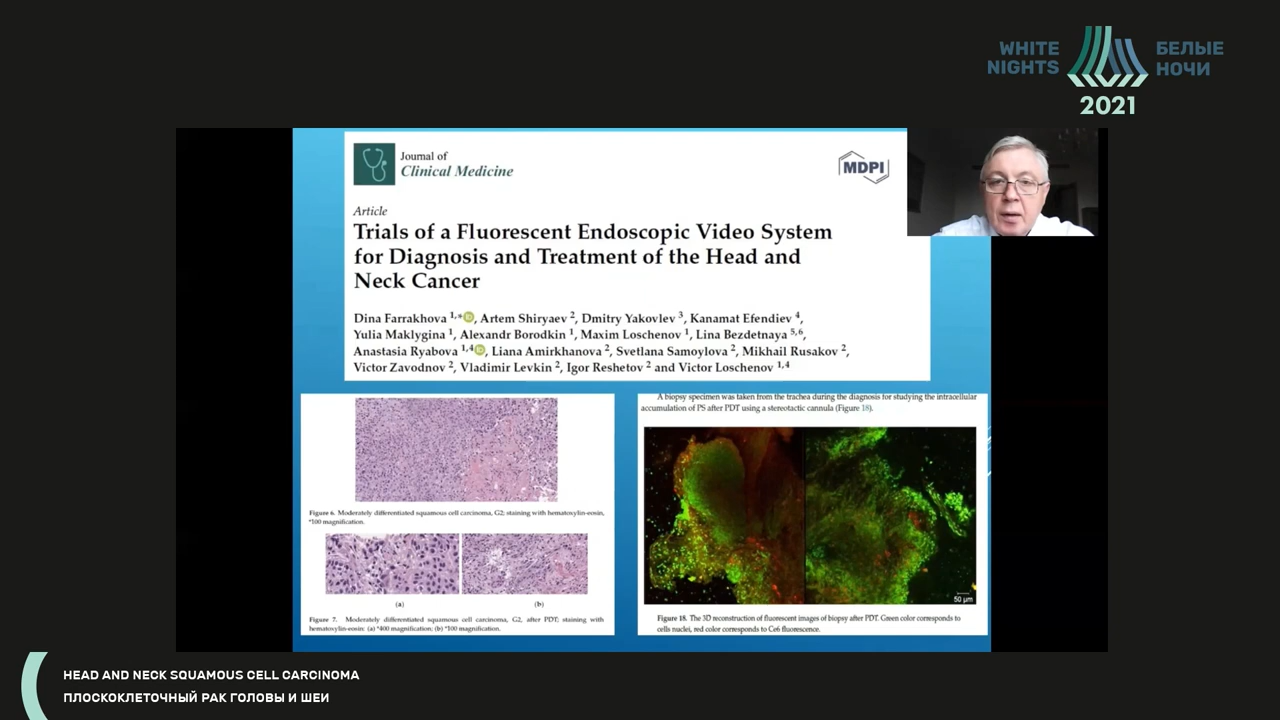 WHITE
NIGHTS
БЕЛЫЕ
НОЧИ
2021
Journal of
Clinical Medicine
MDPI
Article
Trials of a Fluorescent Endoscopic Video System
for Diagnosis and Treatment of the Head and
Neck Cancer
Dina Farrakhova 1,*, Artem Shiryaev 2, Dmitry Yakovlev 3, Kanamat Efendiev 4,
Yulia Maklygina 1, Alexandr Borodkin 1, Maxim Loschenov 1, Lina Bezdetnaya 5,6,
Anastasia Ryabova 1,4, Liana Amirkhanova 2, Svetlana Samoylova 2, Mikhail Rusakov 2,
Victor Zavodnov 2, Vladimir Levkin 2, Igor Reshetov 2 and Victor Loschenov 1,4
Figure 6. Moderately differentiated squamous cell carcinoma, G2; staining with hematoxylin-eosin,
*100 magnification.
(a) (b)
Figure 7. Moderately differentiated squamous cell carcinoma, G2, after PDT; staining with
hematoxylin-eosin: (a) *400 magnification; (b) *100 magnification.
A biopsy specimen was taken from the trachea during the diagnosis for studying the intracellular
accumulation of PS after PDT using a stereotactic cannula (Figure 18).
50 µm
Figure 18. The 3D reconstruction of fluorescent images of biopsy after PDT. Green color corresponds to
cells nuclei, red color corresponds to Ce6 fluorescence.
HEAD AND NECK SQUAMOUS CELL CARCINOMA
ПЛОСКОКЛЕТОЧНЫЙ РАК ГОЛОВЫ И ШЕИ